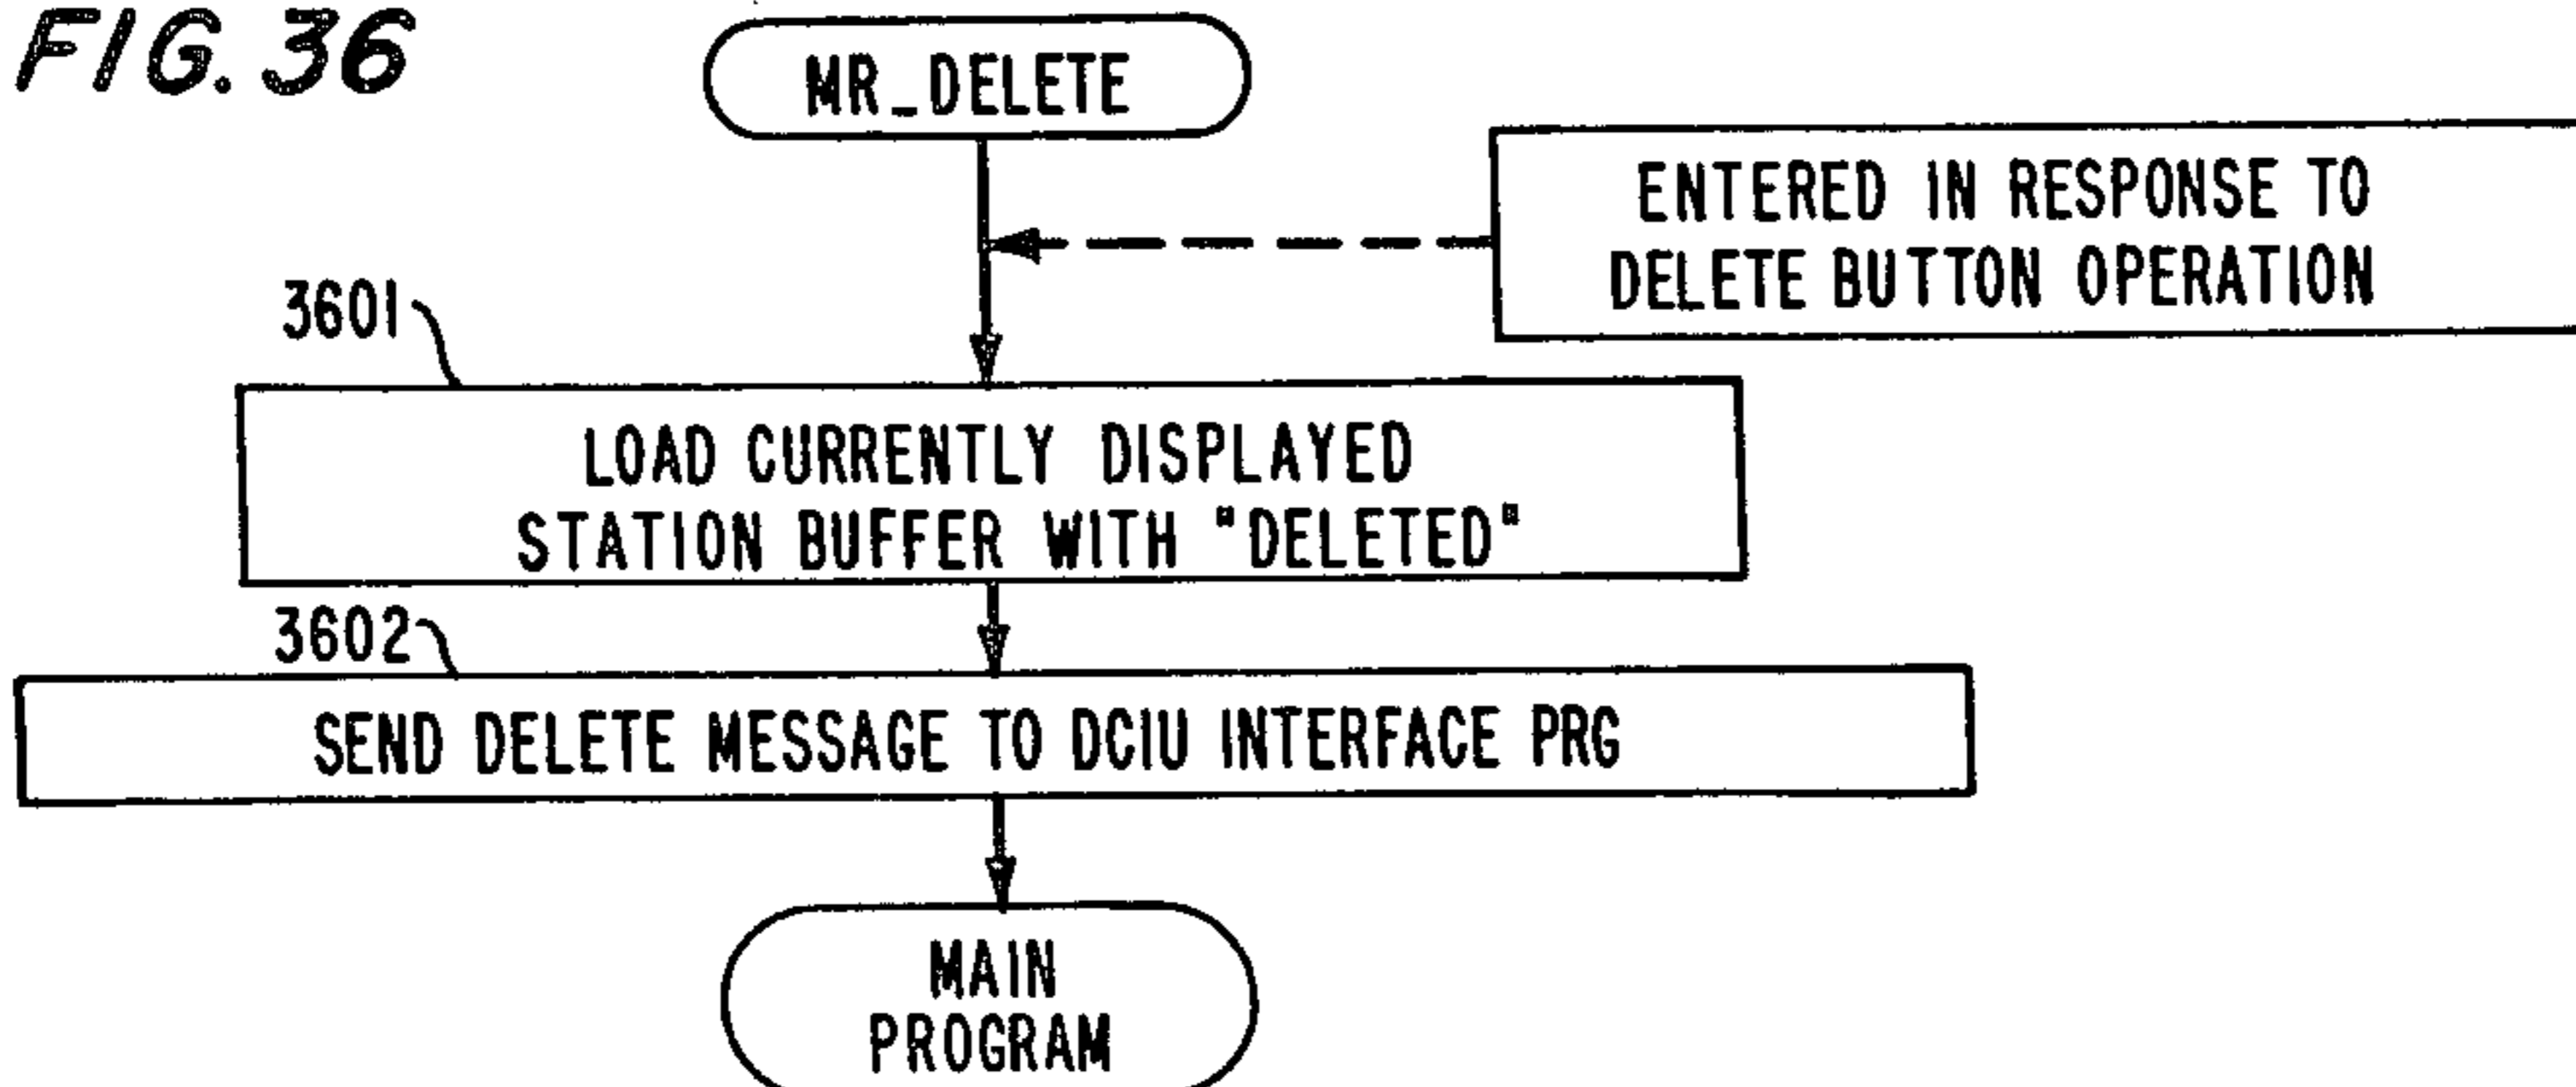 FIG. 36
MR_DELETE
ENTERED IN RESPONSE TO
DELETE BUTTON OPERATION
3601
LOAD CURRENTLY DISPLAYED
STATION BUFFER WITH "DELETED"
3602
SEND DELETE MESSAGE TO DCIU INTERFACE PRG
MAIN
PROGRAM